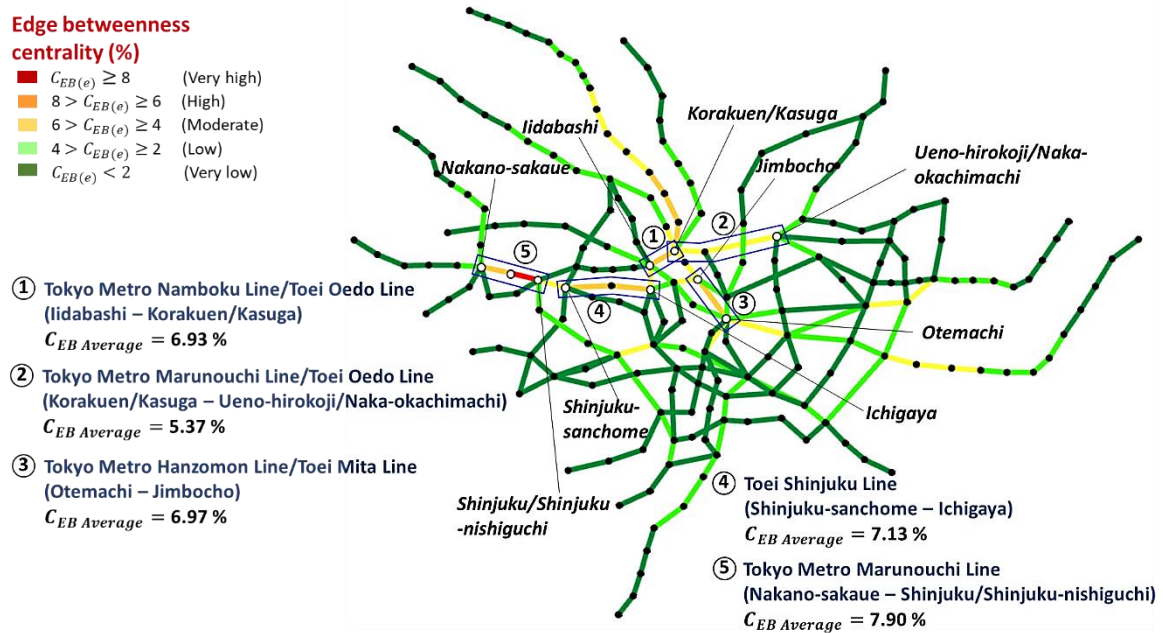 Edge betweenness
centrality (%)
C_EB(e) ≥ 8 (Very high)
8 > C_EB(e) ≥ 6 (High)
6 > C_EB(e) ≥ 4 (Moderate)
4 > C_EB(e) ≥ 2 (Low)
C_EB(e) < 2 (Very low)
Iidabashi
Korakuen/Kasuga
Nakano-sakaue
Jimbocho
Ueno-hirokoji/Naka-
okachimachi
①
②
⑤
④
③
Otemachi
Ichigaya
Shinjuku-
sanchome
Shinjuku/Shinjuku
-nishiguchi
① Tokyo Metro Namboku Line/Toei Oedo Line
(Iidabashi – Korakuen/Kasuga)
C_EB Average = 6.93 %
② Tokyo Metro Marunouchi Line/Toei Oedo Line
(Korakuen/Kasuga – Ueno-hirokoji/Naka-okachimachi)
C_EB Average = 5.37 %
③ Tokyo Metro Hanzomon Line/Toei Mita Line
(Otemachi – Jimbocho)
C_EB Average = 6.97 %
④ Toei Shinjuku Line
(Shinjuku-sanchome – Ichigaya)
C_EB Average = 7.13 %
⑤ Tokyo Metro Marunouchi Line
(Nakano-sakaue – Shinjuku/Shinjuku-nishiguchi)
C_EB Average = 7.90 %